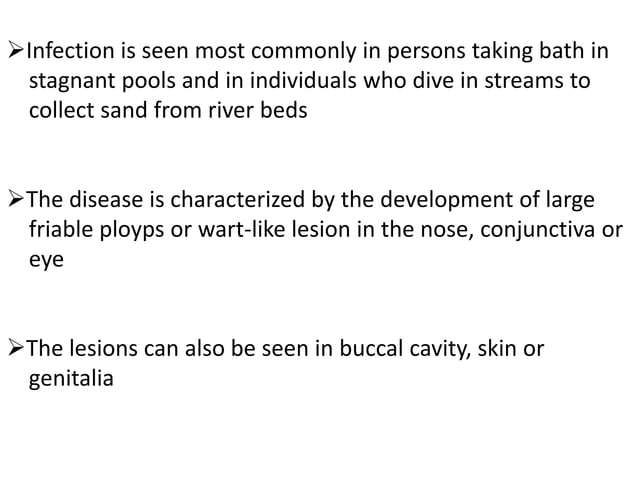 ➢Infection is seen most commonly in persons taking bath in
stagnant pools and in individuals who dive in streams to
collect sand from river beds
➢The disease is characterized by the development of large
friable ployps or wart-like lesion in the nose, conjunctiva or
eye
➢The lesions can also be seen in buccal cavity, skin or
genitalia